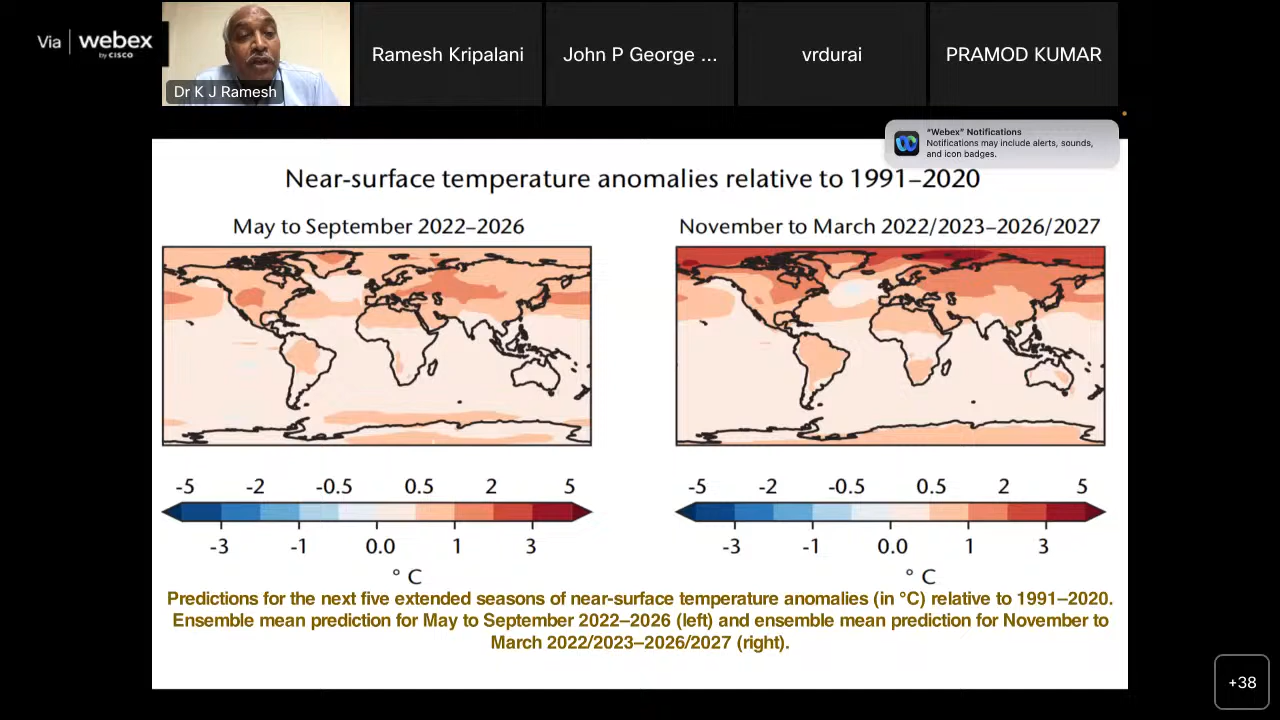 Via webex
by CISCO
Dr K J Ramesh
Ramesh Kripalani
John P George ...
vrdurai
PRAMOD KUMAR
"Webex" Notifications
Notifications may include alerts, sounds,
and icon badges.
Near-surface temperature anomalies relative to 1991–2020
May to September 2022–2026
November to March 2022/2023–2026/2027
-5 -2 -0.5 0.5 2 5
-3 -1 0.0 1 3
° C
-5 -2 -0.5 0.5 2 5
-3 -1 0.0 1 3
° C
Predictions for the next five extended seasons of near-surface temperature anomalies (in °C) relative to 1991–2020.
Ensemble mean prediction for May to September 2022–2026 (left) and ensemble mean prediction for November to
March 2022/2023–2026/2027 (right).
+38